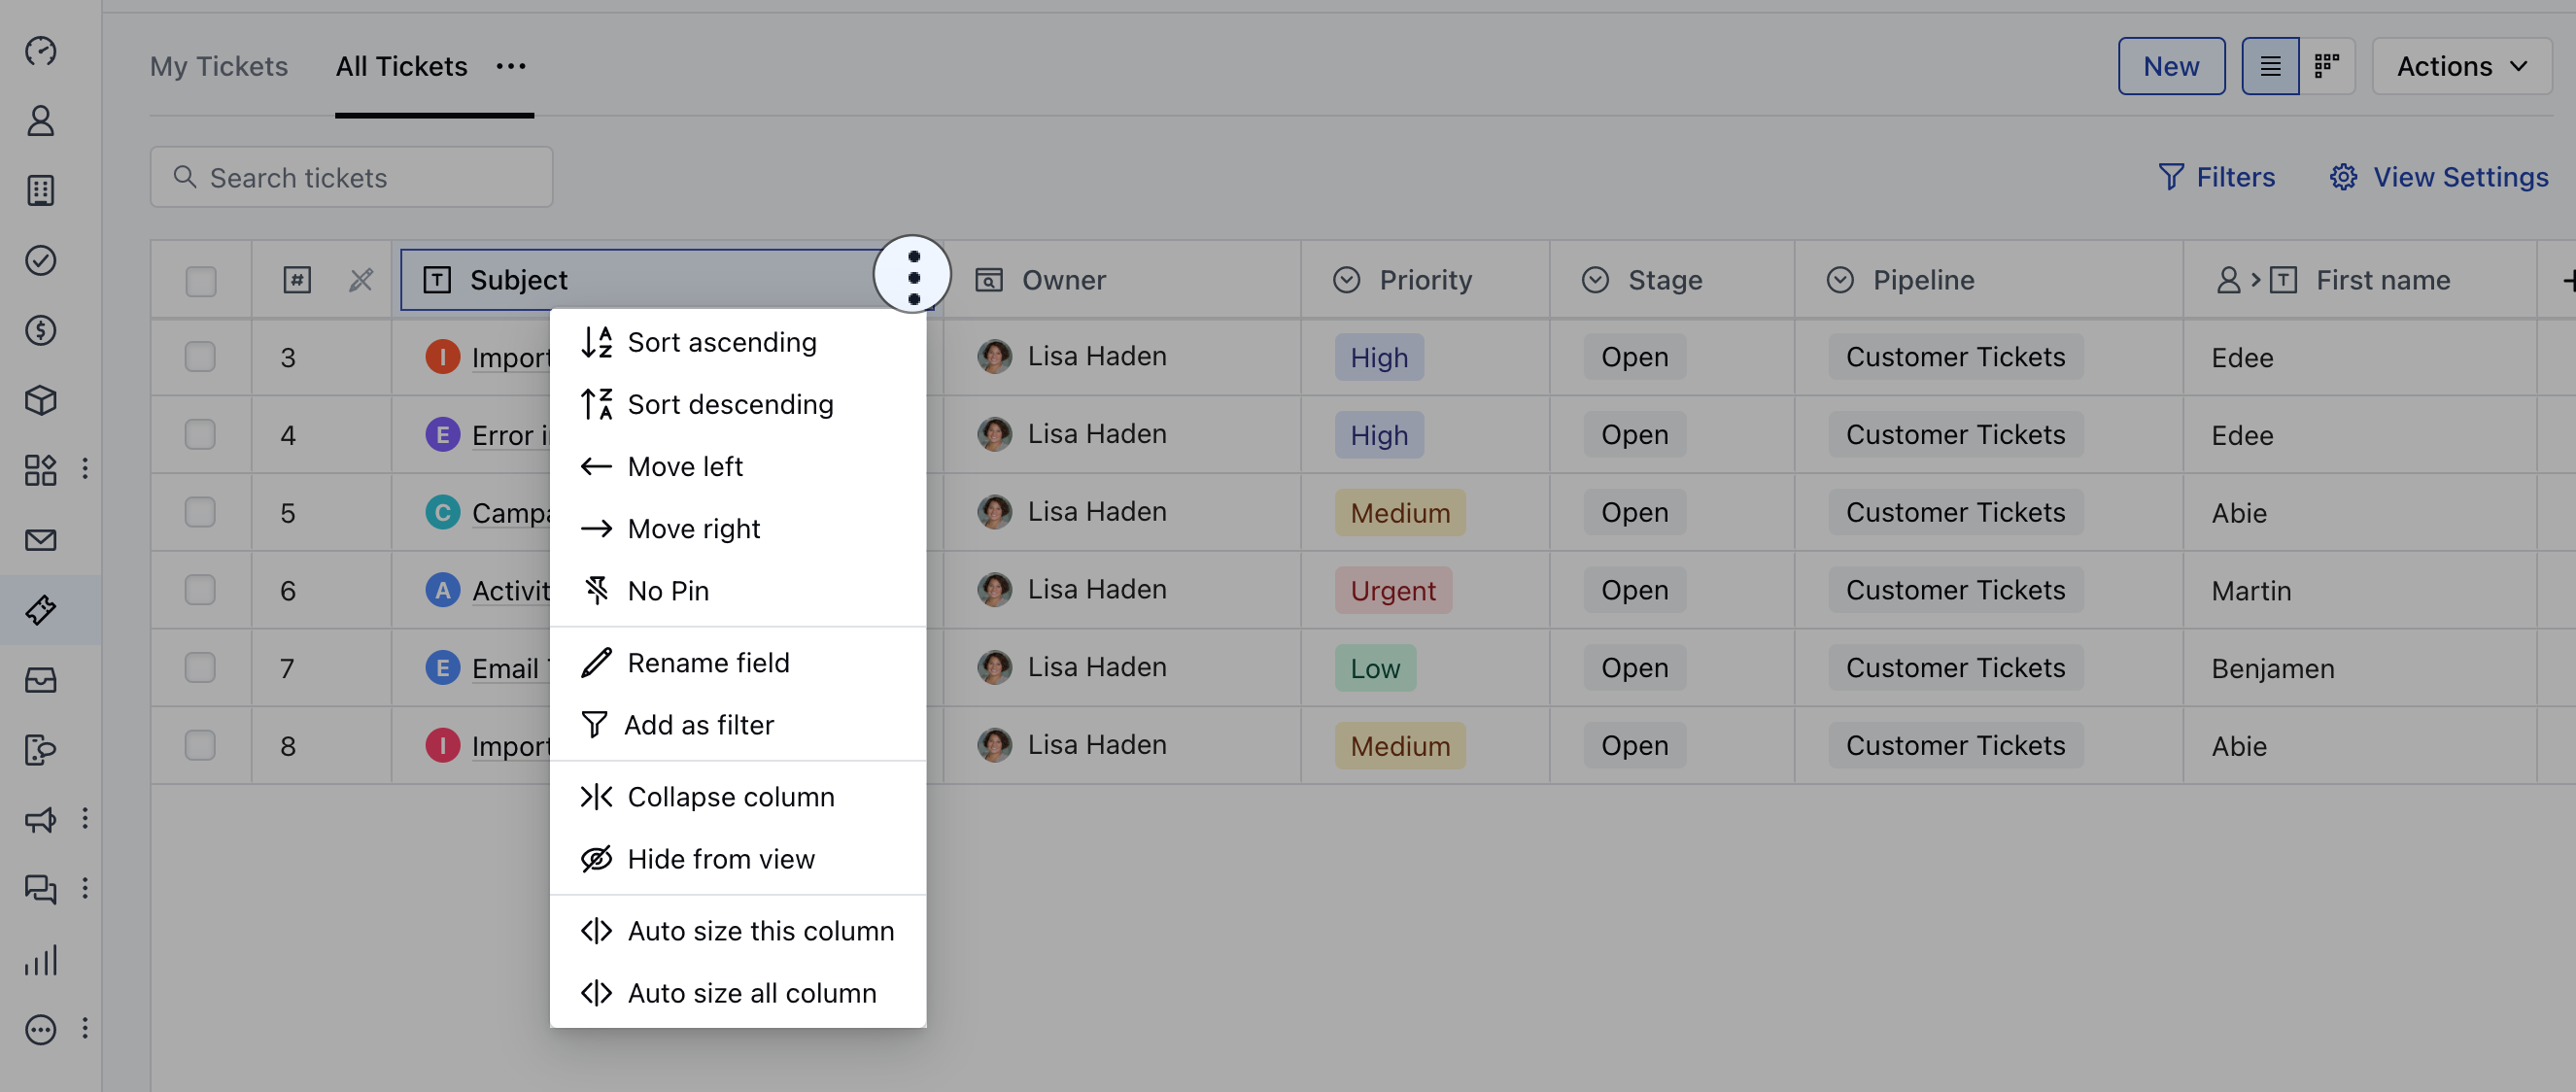 My Tickets All Tickets New Actions
Search tickets Filters View Settings
# T Subject Owner Priority Stage Pipeline T First name
3 I Import Lisa Haden High Open Customer Tickets Edee
4 E Error Lisa Haden High Open Customer Tickets Edee
5 C Lisa Haden Medium Open Customer Tickets Abie
6 A Lisa Haden Urgent Open Customer Tickets Martin
7 E Email Lisa Haden Low Open Customer Tickets Benjamen
8 I Import Lisa Haden Medium Open Customer Tickets Abie
Sort ascending
Sort descending
Move left
Move right
No Pin
Rename field
Add as filter
Collapse column
Hide from view
Auto size this column
Auto size all column